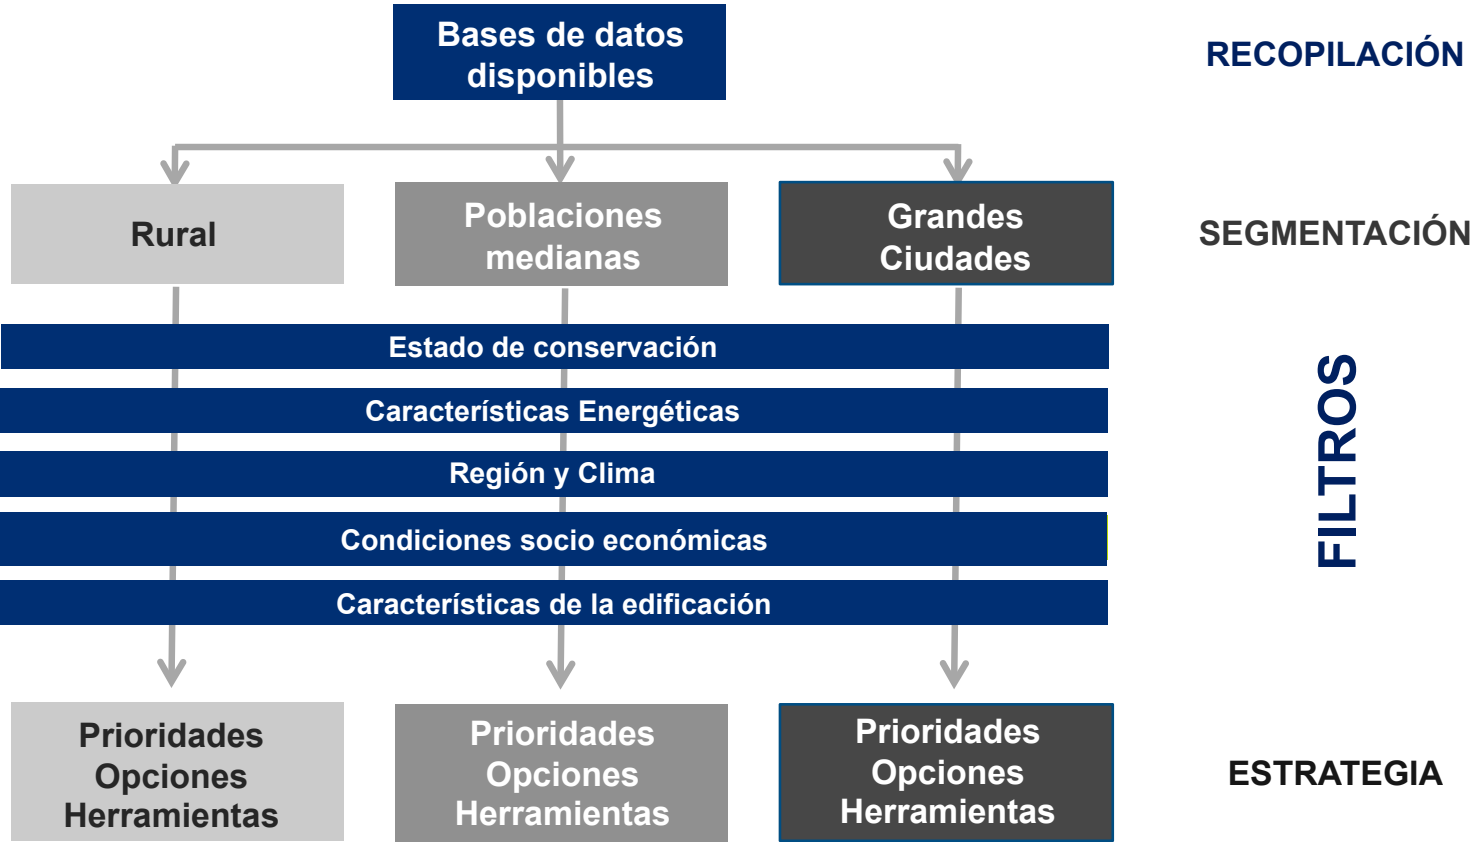 Bases de datos
disponibles
RECOPILACIÓN
Rural
Poblaciones
medianas
Grandes
Ciudades
SEGMENTACIÓN
Estado de conservación
Características Energéticas
Región y Clima
Condiciones socio económicas
Características de la edificación
FILTROS
Prioridades
Opciones
Herramientas
Prioridades
Opciones
Herramientas
Prioridades
Opciones
Herramientas
ESTRATEGIA